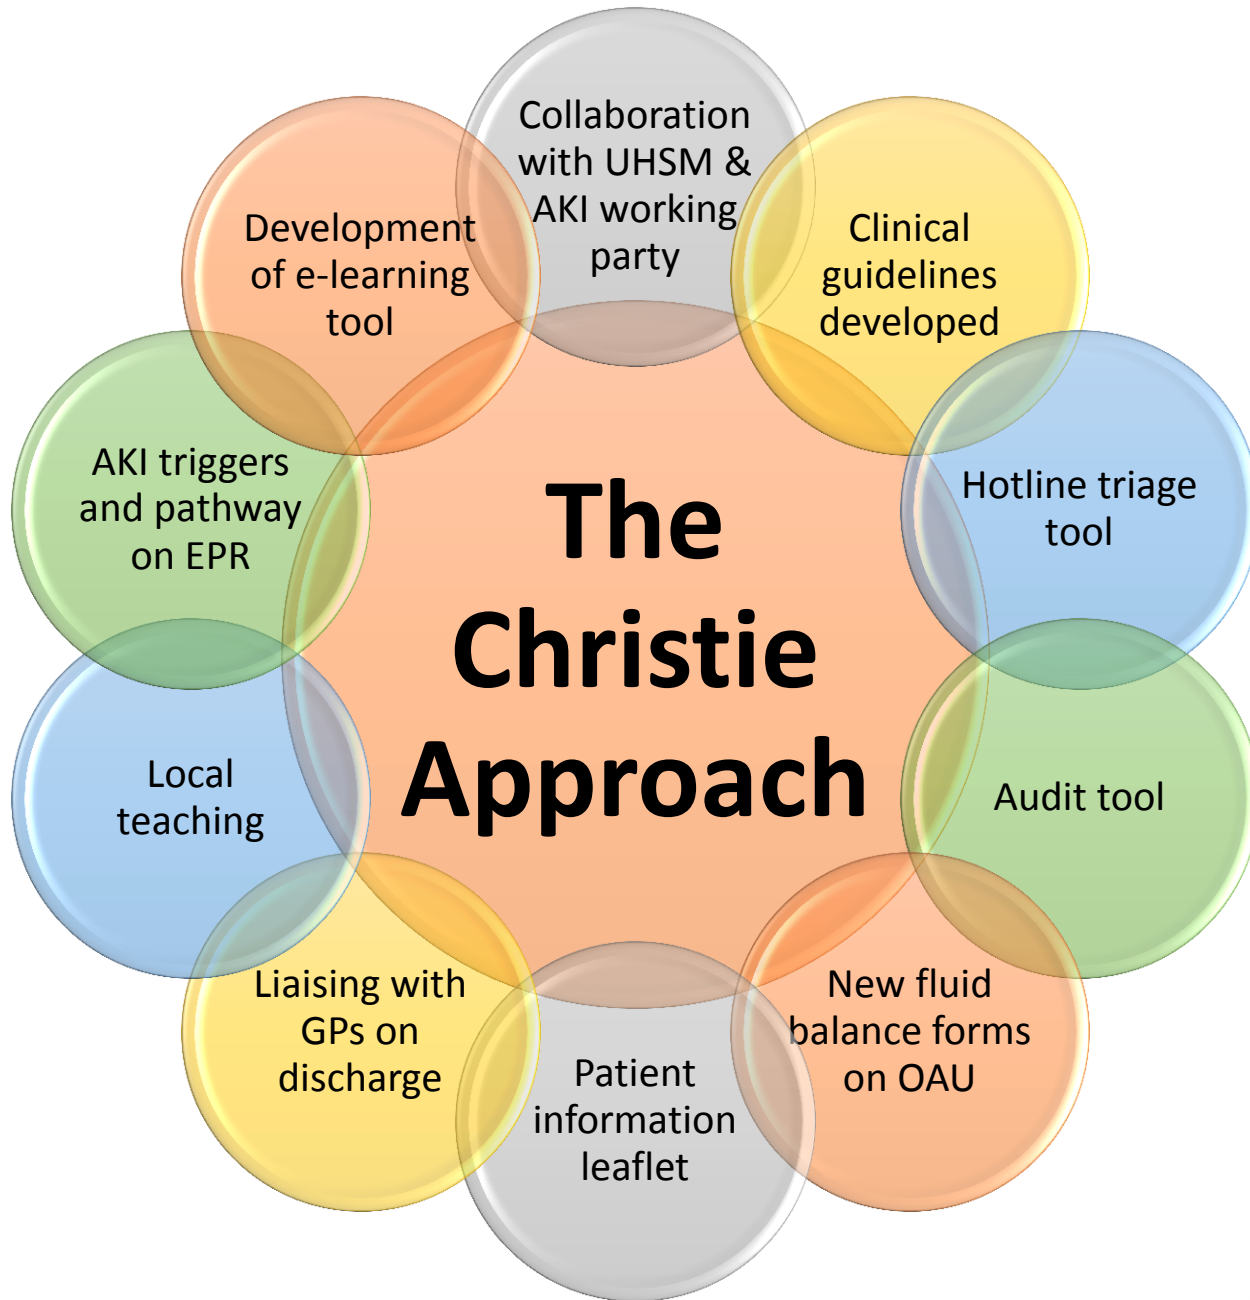 The
Christie
Approach
Collaboration
with UHSM &
AKI working
party
Clinical
guidelines
developed
Hotline triage
tool
Audit tool
New fluid
balance forms
on OAU
Patient
information
leaflet
Liaising with
GPs on
discharge
Local
teaching
AKI triggers
and pathway
on EPR
Development
of e-learning
tool